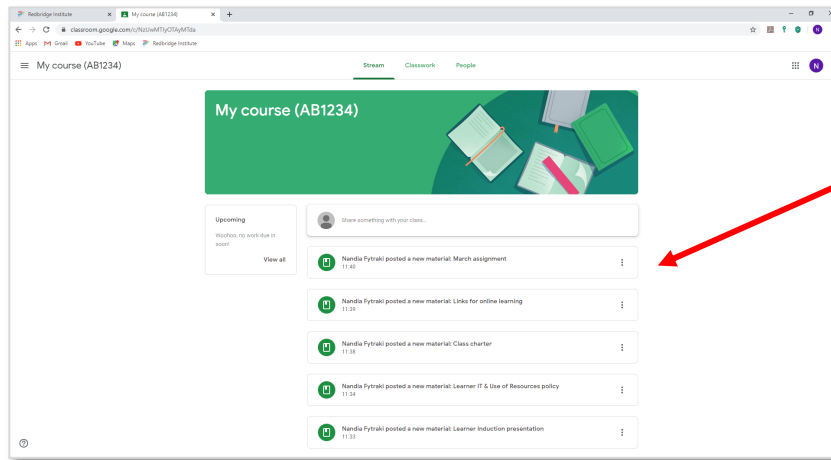 Redbridge Institute
My course (AB1234)
classroom.google.com/c/NzUwMTIyOTAyMTda
Apps
Gmail
YouTube
Maps
Redbridge Institute
My course (AB1234)
Stream
Classwork
People
N
My course (AB1234)
Upcoming
Woohoo, no work due in
soon!
View all
Share something with your class…
Nandia Fytraki posted a new material: March assignment
11:40
Nandia Fytraki posted a new material: Links for online learning
11:39
Nandia Fytraki posted a new material: Class charter
11:38
Nandia Fytraki posted a new material: Learner IT & Use of Resources policy
11:34
Nandia Fytraki posted a new material: Learner Induction presentation
11:33